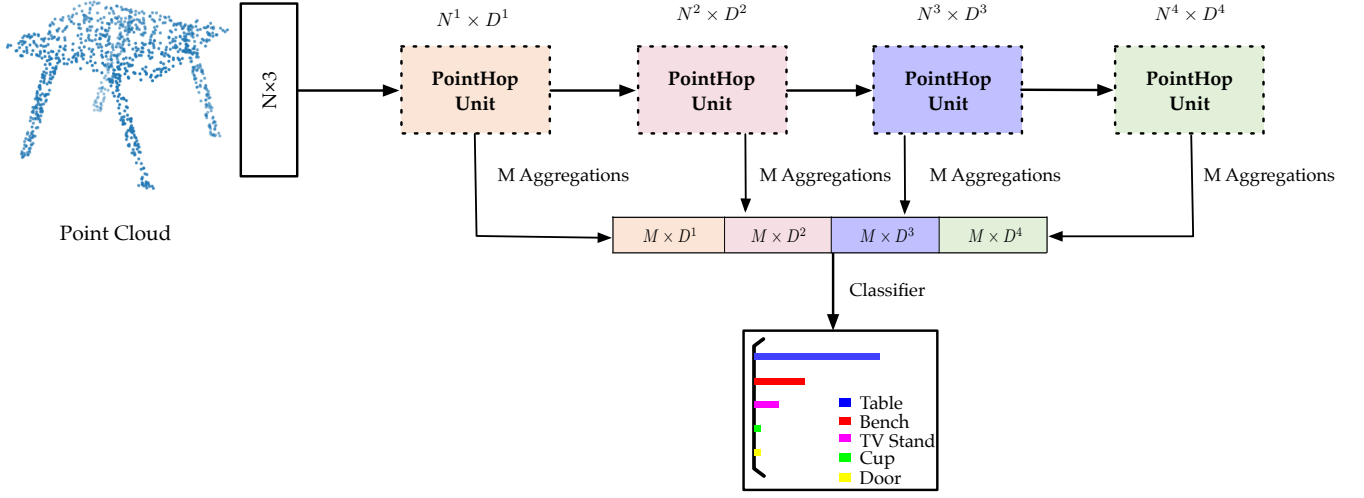 N¹ × D¹
N² × D²
N³ × D³
N⁴ × D⁴
N×3
PointHop
Unit
PointHop
Unit
PointHop
Unit
PointHop
Unit
M Aggregations
M Aggregations
M Aggregations
M Aggregations
Point Cloud
M × D¹
M × D²
M × D³
M × D⁴
Classifier
Table
Bench
TV Stand
Cup
Door